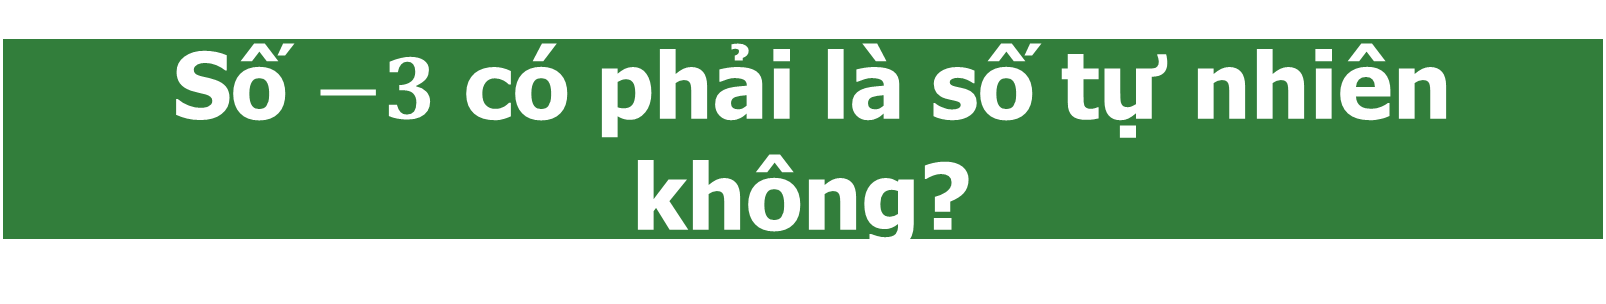 Số −3 có phải là số tự nhiên
không?